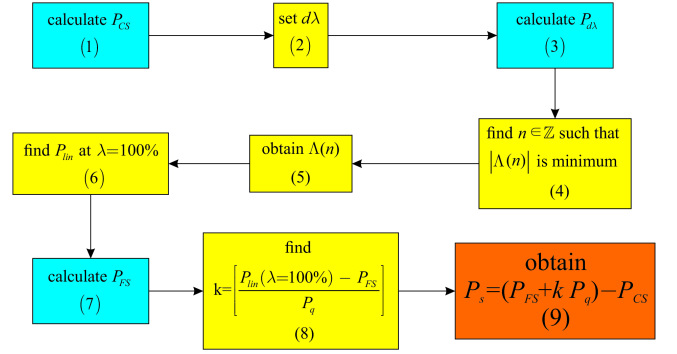 calculate P_CS
(1)
set dλ
(2)
calculate P_dλ
(3)
find n∈ℤ such that
|Λ(n)| is minimum
(4)
obtain Λ(n)
(5)
find P_lin at λ=100%
(6)
calculate P_FS
(7)
find
k=[(P_lin(λ=100%) − P_FS)/P_q]
(8)
obtain
P_s=(P_FS+k P_q)−P_CS
(9)